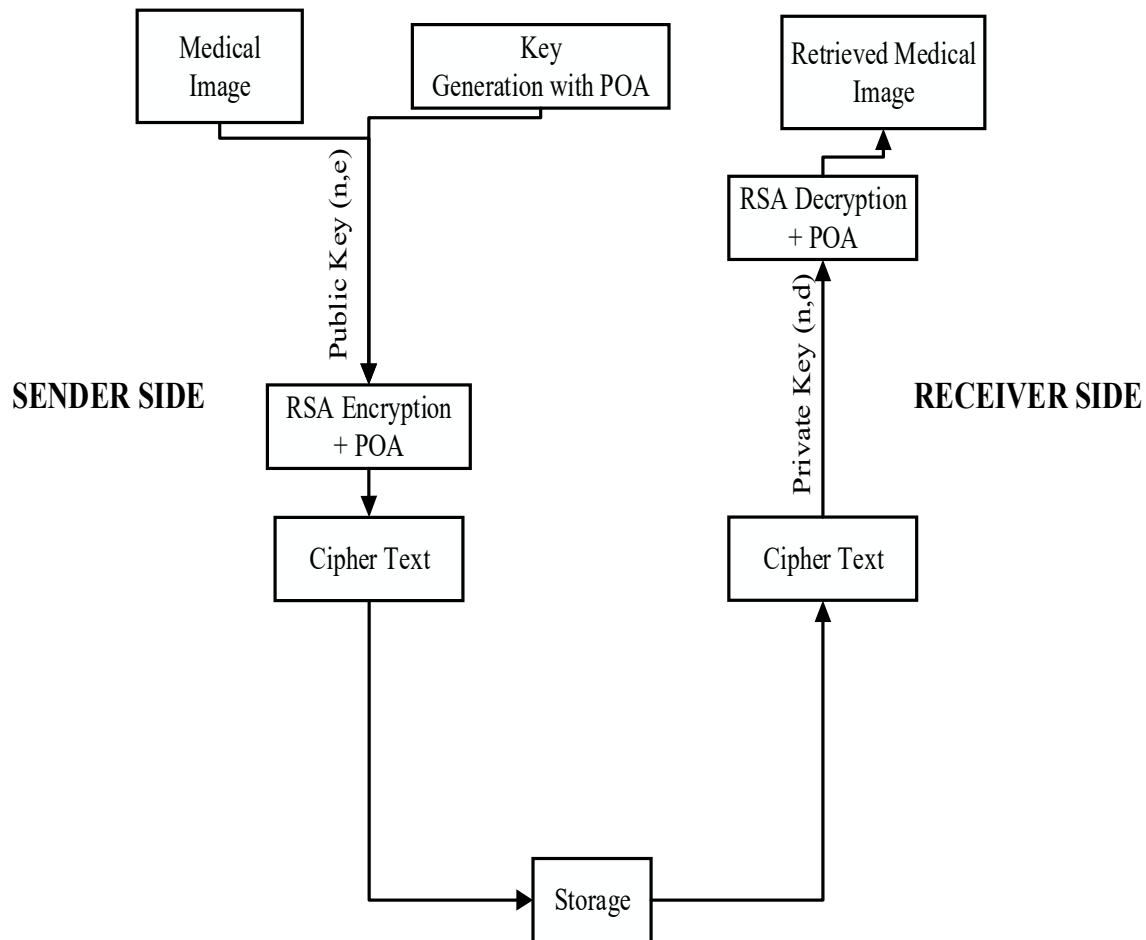 Medical
Image
Key
Generation with POA
Retrieved Medical
Image
Public Key (n,e)
RSA Decryption
+ POA
Private Key (n,d)
SENDER SIDE
RECEIVER SIDE
RSA Encryption
+ POA
Cipher Text
Cipher Text
Storage